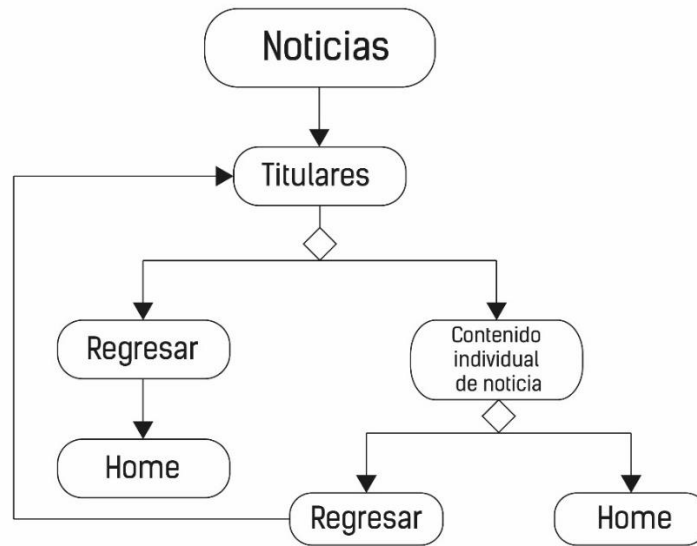 Noticias
Titulares
Regresar
Contenido
individual
de noticia
Home
Regresar
Home